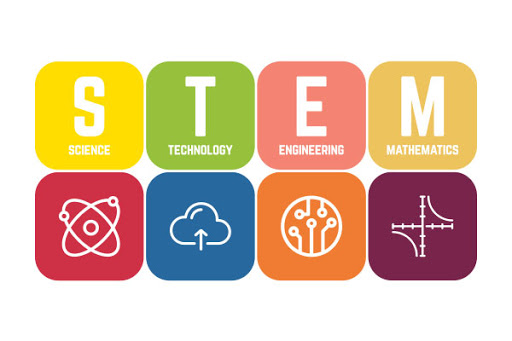 S T E M
SCIENCE TECHNOLOGY ENGINEERING MATHEMATICS